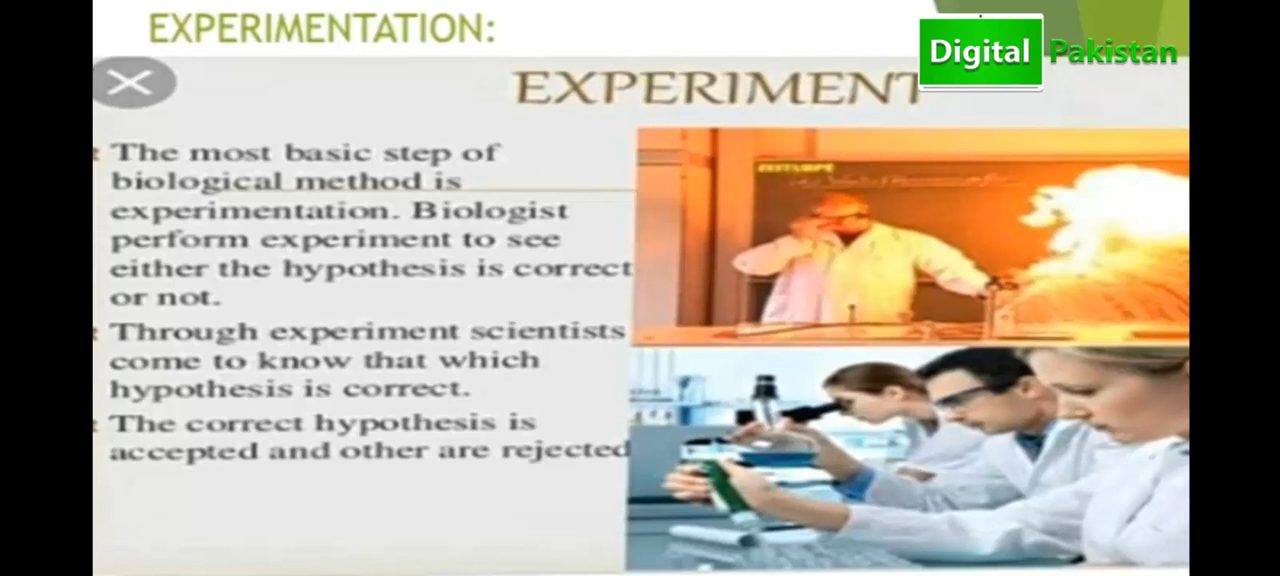 EXPERIMENTATION:
Digital Pakistan
EXPERIMENT
The most basic step of
biological method is
experimentation. Biologist
perform experiment to see
either the hypothesis is correct
or not.
Through experiment scientists
come to know that which
hypothesis is correct.
The correct hypothesis is
accepted and other are rejected